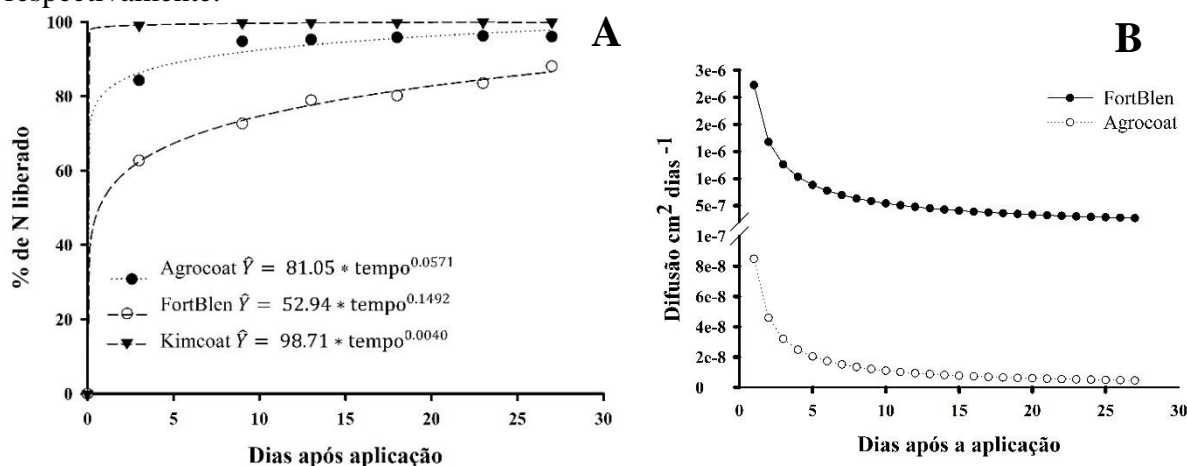 respectivamente.
A
100
80
60
40
20
0
% de N liberado
Agrocoat Ŷ = 81.05 * tempo^0.0571
FortBlen Ŷ = 52.94 * tempo^0.1492
Kimcoat Ŷ = 98.71 * tempo^0.0040
0 5 10 15 20 25 30
Dias após aplicação
B
3e-6
2e-6
2e-6
1e-6
1e-6
5e-7
1e-7
8e-8
6e-8
4e-8
2e-8
0
Difusão cm² dias⁻¹
FortBlen
Agrocoat
0 5 10 15 20 25 30
Dias após a aplicação